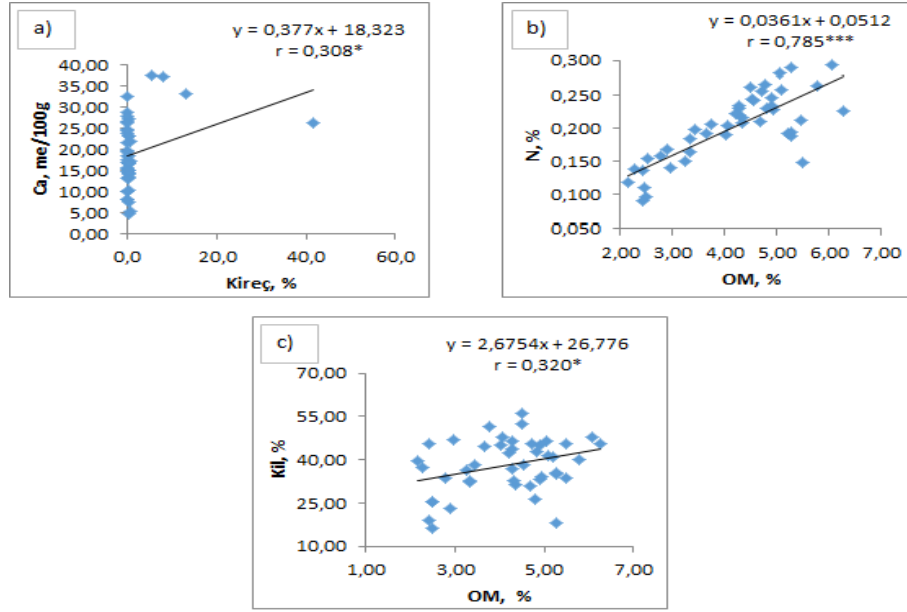 a)
y = 0,377x + 18,323
r = 0,308*
40,00
35,00
30,00
25,00
20,00
15,00
10,00
5,00
0,00
Ca, me/100g
0,0 20,0 40,0 60,0
Kireç, %
b)
y = 0,0361x + 0,0512
r = 0,785***
0,300
0,250
0,200
0,150
0,100
0,050
N, %
2,00 3,00 4,00 5,00 6,00 7,00
OM, %
c)
y = 2,6754x + 26,776
r = 0,320*
70,00
55,00
40,00
25,00
10,00
Kil, %
1,00 3,00 5,00 7,00
OM, %